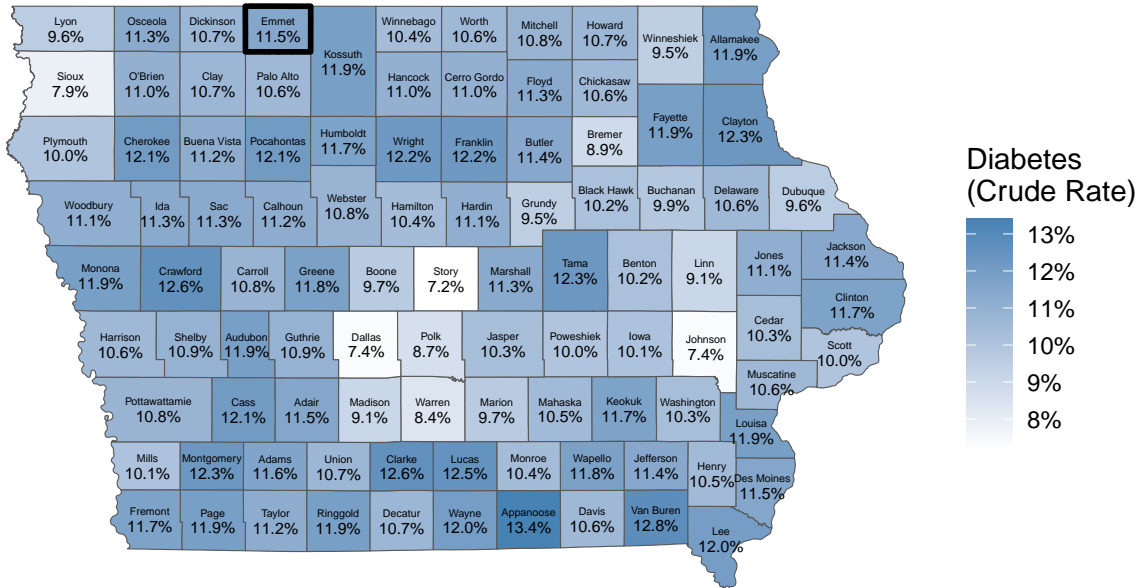 Lyon
9.6%
Osceola
11.3%
Dickinson
10.7%
Emmet
11.5%
Kossuth
11.9%
Winnebago
10.4%
Worth
10.6%
Mitchell
10.8%
Howard
10.7%
Winneshiek
9.5%
Allamakee
11.9%
Sioux
7.9%
O'Brien
11.0%
Clay
10.7%
Palo Alto
10.6%
Hancock
11.0%
Cerro Gordo
11.0%
Floyd
11.3%
Chickasaw
10.6%
Fayette
11.9%
Clayton
12.3%
Plymouth
10.0%
Cherokee
12.1%
Buena Vista
11.2%
Pocahontas
12.1%
Humboldt
11.7%
Wright
12.2%
Franklin
12.2%
Butler
11.4%
Bremer
8.9%
Woodbury
11.1%
Ida
11.3%
Sac
11.3%
Calhoun
11.2%
Webster
10.8%
Hamilton
10.4%
Hardin
11.1%
Grundy
9.5%
Black Hawk
10.2%
Buchanan
9.9%
Delaware
10.6%
Dubuque
9.6%
Monona
11.9%
Crawford
12.6%
Carroll
10.8%
Greene
11.8%
Boone
9.7%
Story
7.2%
Marshall
11.3%
Tama
12.3%
Benton
10.2%
Linn
9.1%
Jones
11.1%
Jackson
11.4%
Clinton
11.7%
Harrison
10.6%
Shelby
10.9%
Audubon
11.9%
Guthrie
10.9%
Dallas
7.4%
Polk
8.7%
Jasper
10.3%
Poweshiek
10.0%
Iowa
10.1%
Johnson
7.4%
Cedar
10.3%
Scott
10.0%
Muscatine
10.6%
Pottawattamie
10.8%
Cass
12.1%
Adair
11.5%
Madison
9.1%
Warren
8.4%
Marion
9.7%
Mahaska
10.5%
Keokuk
11.7%
Washington
10.3%
Louisa
11.9%
Mills
10.1%
Montgomery
12.3%
Adams
11.6%
Union
10.7%
Clarke
12.6%
Lucas
12.5%
Monroe
10.4%
Wapello
11.8%
Jefferson
11.4%
Henry
10.5%
Des Moines
11.5%
Fremont
11.7%
Page
11.9%
Taylor
11.2%
Ringgold
11.9%
Decatur
10.7%
Wayne
12.0%
Appanoose
13.4%
Davis
10.6%
Van Buren
12.8%
Lee
12.0%
Diabetes
(Crude Rate)
13%
12%
11%
10%
9%
8%